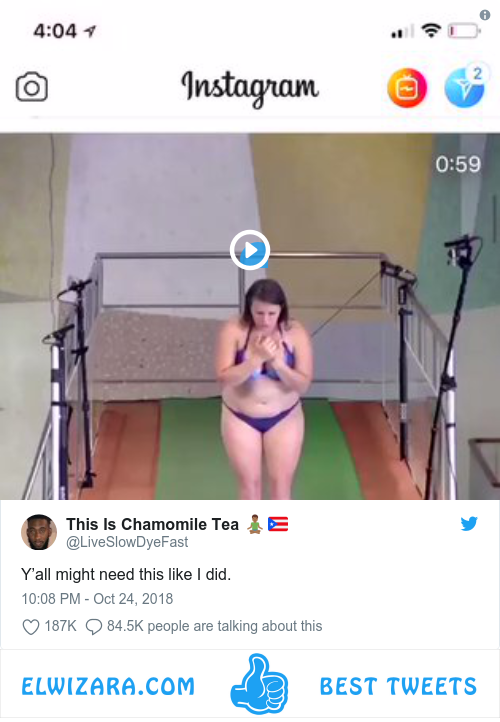 4:04
Instagram
2
0:59
This Is Chamomile Tea
@LiveSlowDyeFast
Y’all might need this like I did.
10:08 PM - Oct 24, 2018
187K 84.5K people are talking about this
ELWIZARA.COM BEST TWEETS